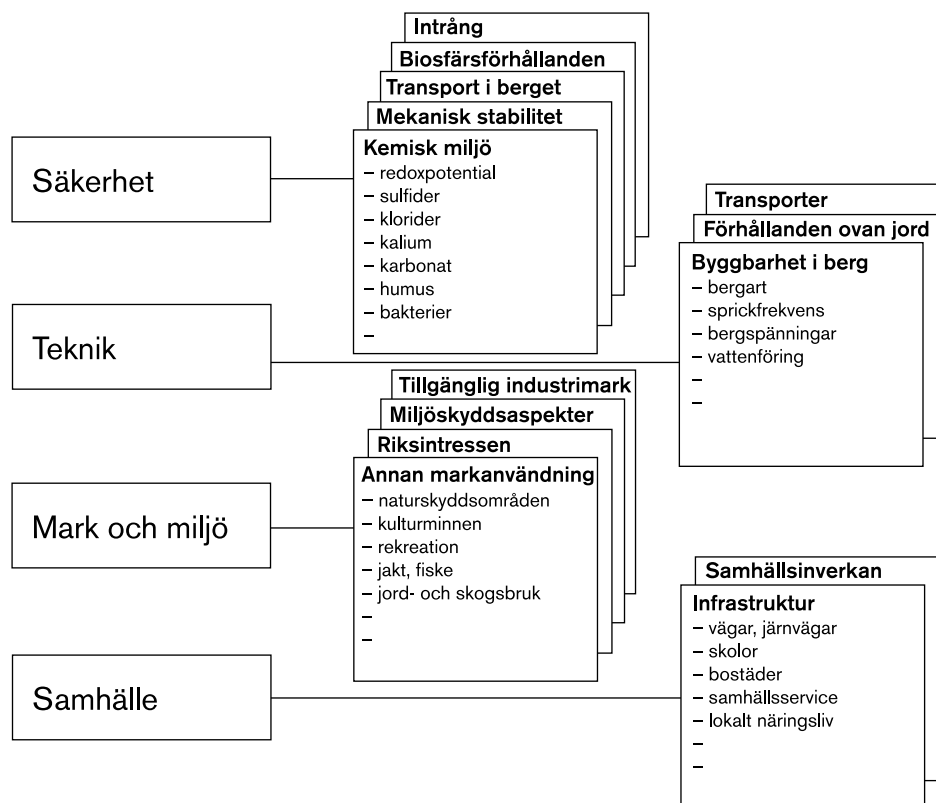 Intrång
Biosfärsförhållanden
Transport i berget
Mekanisk stabilitet
Kemisk miljö
– redoxpotential
– sulfider
– klorider
– kalium
– karbonat
– humus
– bakterier
–
Säkerhet
Transporter
Förhållanden ovan jord
Byggbarhet i berg
– bergart
– sprickfrekvens
– bergspänningar
– vattenföring
–
–
Teknik
Tillgänglig industrimark
Miljöskyddsaspekter
Riksintressen
Annan markanvändning
– naturskyddsområden
– kulturminnen
– rekreation
– jakt, fiske
– jord- och skogsbruk
–
–
Mark och miljö
Samhällsinverkan
Infrastruktur
– vägar, järnvägar
– skolor
– bostäder
– samhällsservice
– lokalt näringsliv
–
–
Samhälle